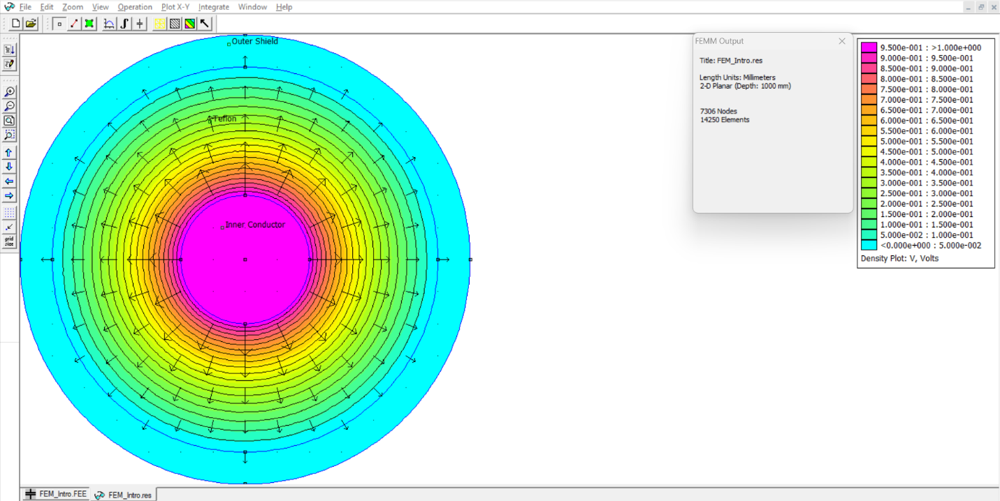 File Edit Zoom View Operation Plot X-Y Integrate Window Help
Outer Shield
Teflon
Inner Conductor
grid
size
FEMM Output
Title: FEM_Intro.res
Length Units: Millimeters
2-D Planar (Depth: 1000 mm)
7306 Nodes
14250 Elements
9.500e-001 : >1.000e+000
9.000e-001 : 9.500e-001
8.500e-001 : 9.000e-001
8.000e-001 : 8.500e-001
7.500e-001 : 8.000e-001
7.000e-001 : 7.500e-001
6.500e-001 : 7.000e-001
6.000e-001 : 6.500e-001
5.500e-001 : 6.000e-001
5.000e-001 : 5.500e-001
4.500e-001 : 5.000e-001
4.000e-001 : 4.500e-001
3.500e-001 : 4.000e-001
3.000e-001 : 3.500e-001
2.500e-001 : 3.000e-001
2.000e-001 : 2.500e-001
1.500e-001 : 2.000e-001
1.000e-001 : 1.500e-001
5.000e-002 : 1.000e-001
<0.000e+000 : 5.000e-002
Density Plot: V, Volts
FEM_Intro.FEE FEM_Intro.res